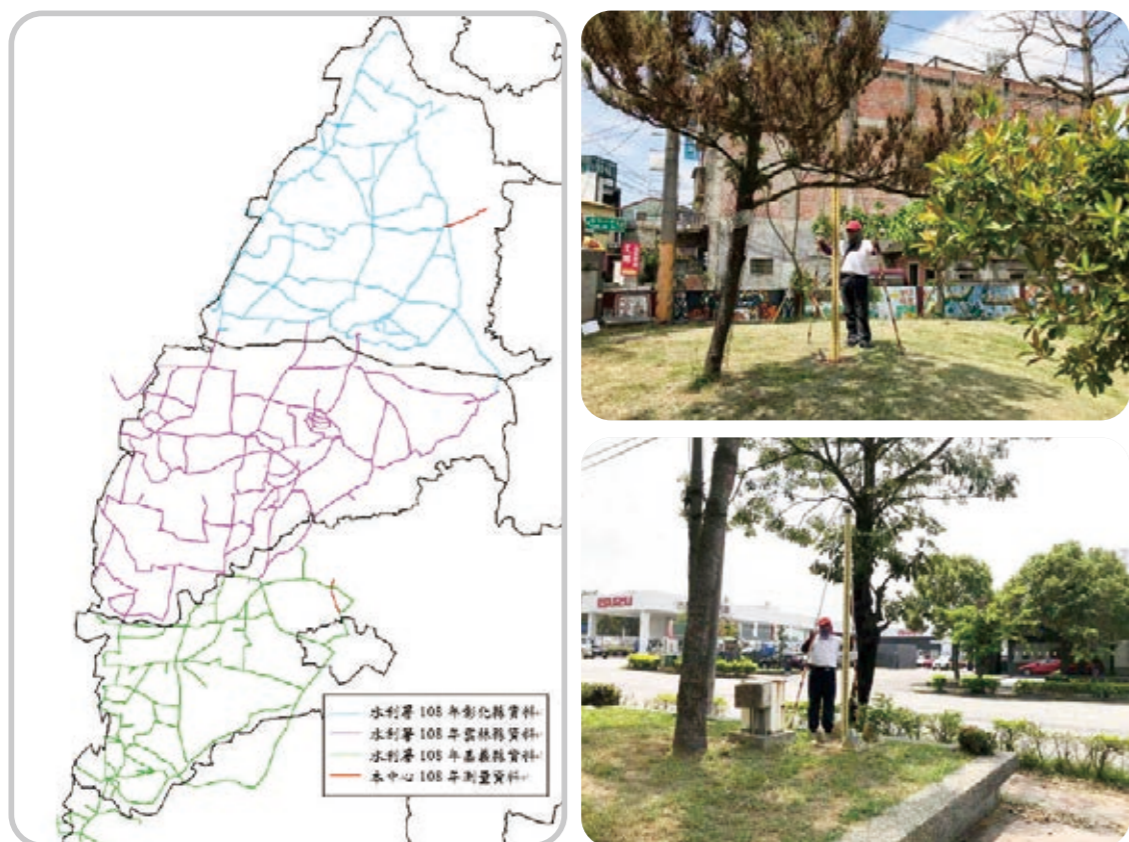 水利署 108 年彰化縣資料
水利署 108 年雲林縣資料
水利署 108 年嘉義縣資料
本中心 108 年測量資料
ISUZU